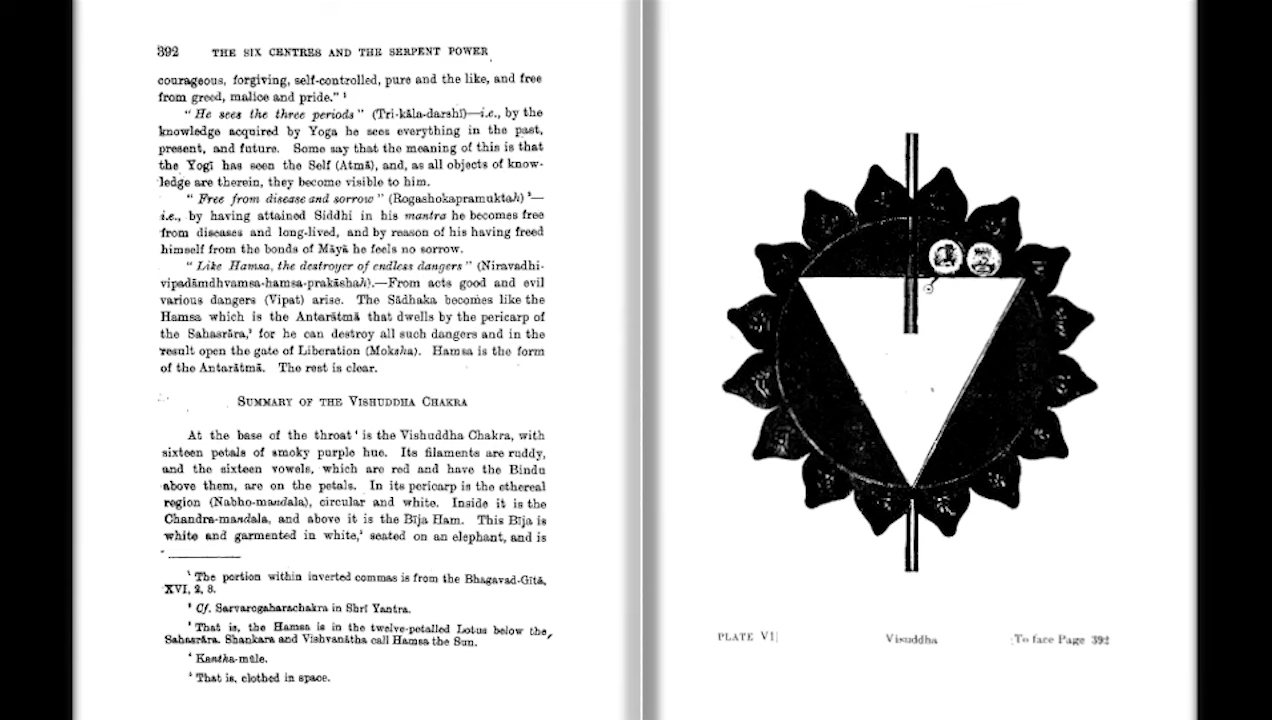 392 THE SIX CENTRES AND THE SERPENT POWER
courageous, forgiving, self-controlled, pure and the like, and free
from greed, malice and pride." ¹
" He sees the three periods " (Tri-kāla-darshī)—i.e., by the
knowledge acquired by Yoga he sees everything in the past,
present, and future. Some say that the meaning of this is that
the Yogī has seen the Self (Atmā), and, as all objects of know-
ledge are therein, they become visible to him.
" Free from disease and sorrow " (Rogashokapramuktah) ²—
i.e., by having attained Siddhi in his mantra he becomes free
from diseases and long-lived, and by reason of his having freed
himself from the bonds of Māyā he feels no sorrow.
" Like Hamsa, the destroyer of endless dangers " (Niravadhi-
vipadāmdhvamsa-hamsa-prakāshah).—From acts good and evil
various dangers (Vipat) arise. The Sādhaka becomes like the
Hamsa which is the Antarātmā that dwells by the pericarp of
the Sahasrāra,³ for he can destroy all such dangers and in the
result open the gate of Liberation (Moksha). Hamsa is the form
of the Antarātmā. The rest is clear.
SUMMARY OF THE VISHUDDHA CHAKRA
At the base of the throat ⁴ is the Vishuddha Chakra, with
sixteen petals of smoky purple hue. Its filaments are ruddy,
and the sixteen vowels, which are red and have the Bindu
above them, are on the petals. In its pericarp is the ethereal
region (Nabho-mandala), circular and white. Inside it is the
Chandra-mandala, and above it is the Bīja Ham. This Bīja is
white and garmented in white,⁵ seated on an elephant, and is
¹ The portion within inverted commas is from the Bhagavad-Gītā,
XVI, 2, 3.
² Cf. Sarvarogaharachakra in Shrī Yantra.
³ That is, the Hamsa is in the twelve-petalled Lotus below the
Sahasrāra. Shankara and Vishvanātha call Hamsa the Sun.
⁴ Kantha-mūle.
⁵ That is, clothed in space.
PLATE VI Visuddha To face Page 392